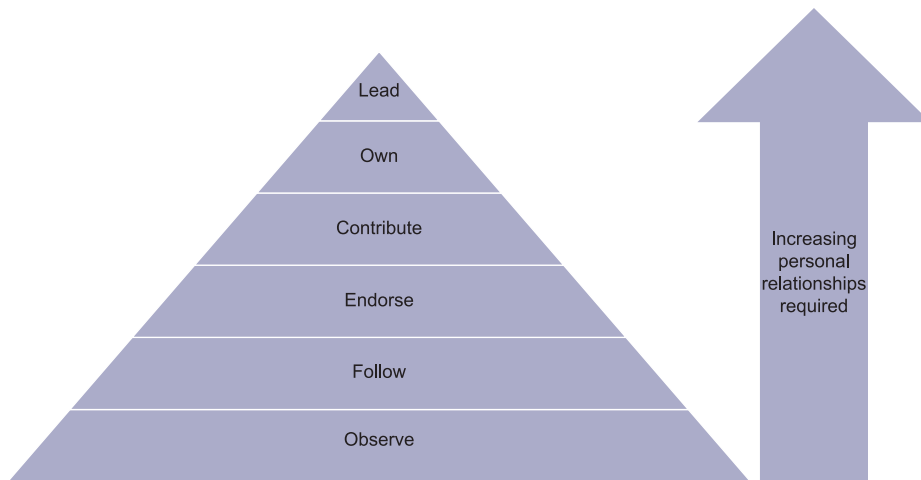 Lead
Own
Contribute
Endorse
Follow
Observe
Increasing
personal
relationships
required